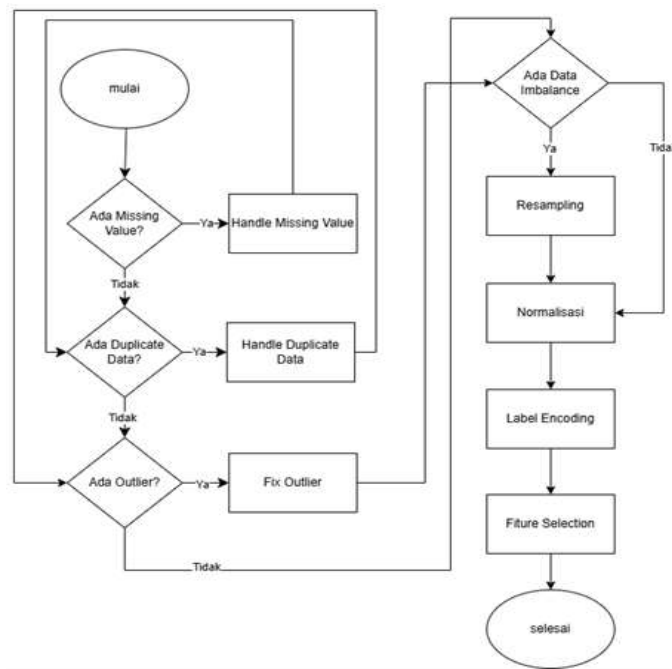 mulai
Ada Missing
Value?
Ya
Handle Missing Value
Tidak
Ada Duplicate
Data?
Ya
Handle Duplicate
Data
Tidak
Ada Outlier?
Ya
Fix Outlier
Tidak
Ada Data
Imbalance
Ya
Tidak
Resampling
Normalisasi
Label Encoding
Fiture Selection
selesai